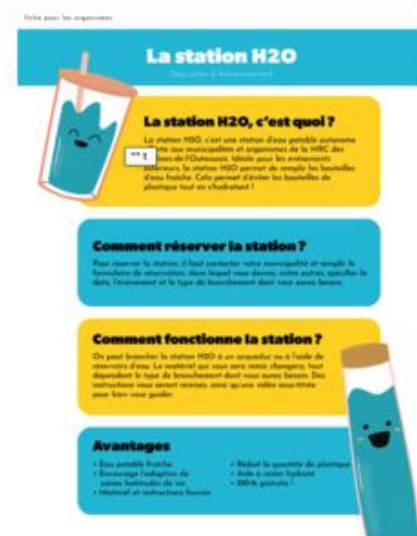 Fiche pour les organismes
La station H2O
Description & fonctionnement
La station H2O, c'est quoi ?
La station H2O, c'est une station d'eau potable autonome
aux municipalités et organismes de la MRC des
de-l'Outaouais. Idéale pour les événements
extérieurs, la station H2O permet de remplir les bouteilles
d'eau fraîche. Cela permet d'éviter les bouteilles de
plastique tout en s'hydratant !
Comment réserver la station ?
Pour réserver la station, il faut contacter votre municipalité et remplir le
formulaire de réservation, dans lequel vous devrez, entre autres, spécifier la
date, l'événement et le type de branchement dont vous aurez besoin.
Comment fonctionne la station ?
On peut brancher la station H2O à un aqueduc ou à l'aide de
réservoirs d'eau. Le matériel qui vous sera remis changera, tout
dépendant le type de branchement dont vous aurez besoin. Des
instructions vous seront remises, ainsi qu'une vidéo sous-titrée
pour bien vous guider.
Avantages
• Eau potable fraîche
• Encourage l'adoption de
saines habitudes de vie
• Matériel et instructions fournis
• Réduit la quantité de plastique
• Aide à rester hydraté
• 100% gratuite !